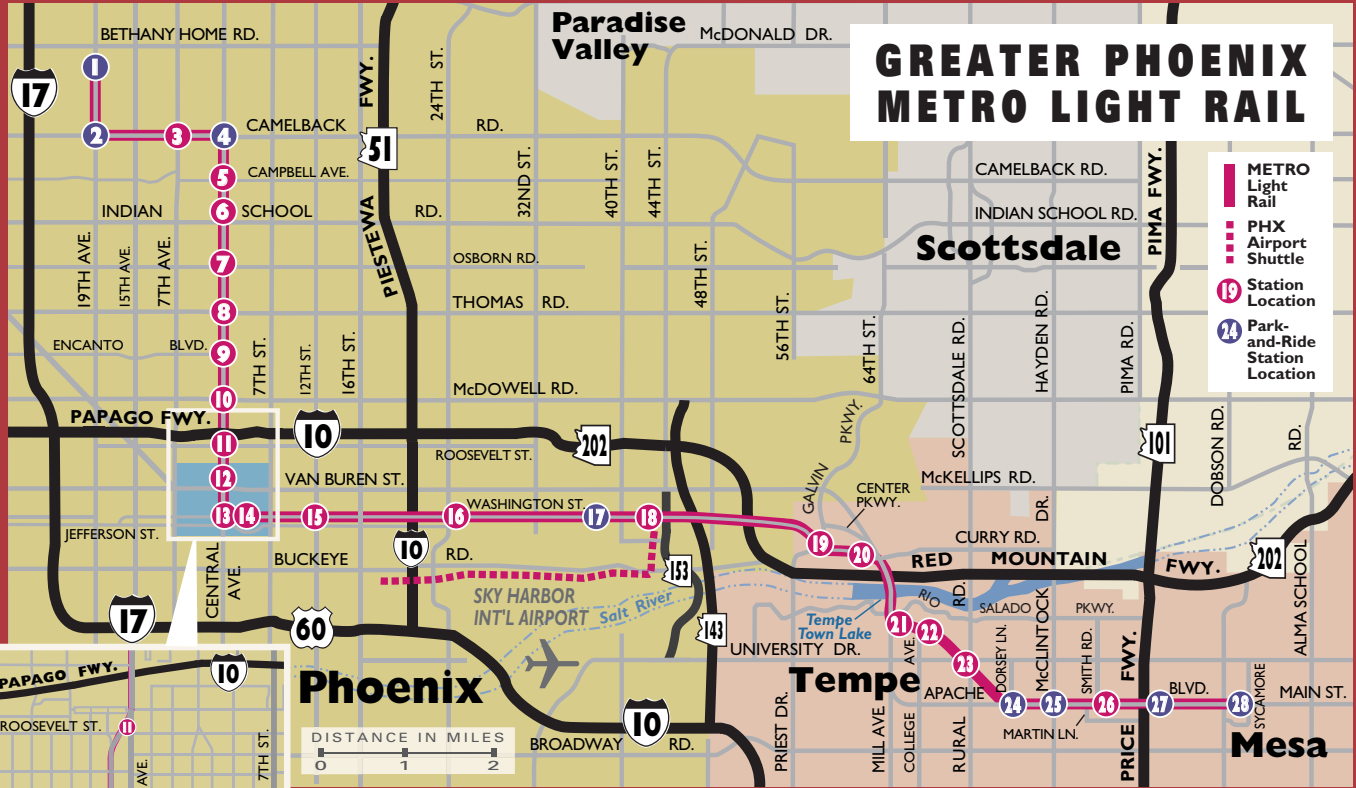 GREATER PHOENIX
METRO LIGHT RAIL
METRO
Light
Rail
PHX
Airport
Shuttle
19
Station
Location
24
Park-
and-Ride
Station
Location
Paradise
Valley
McDONALD DR.
BETHANY HOME RD.
17
1
2
3
4
CAMELBACK
RD.
FWY.
51
24TH ST.
PIESTEWA
5
CAMPBELL AVE.
CAMELBACK RD.
6
INDIAN
SCHOOL
RD.
INDIAN SCHOOL RD.
32ND ST.
40TH ST.
44TH ST.
PIMA FWY.
Scottsdale
19TH AVE.
15TH AVE.
7TH AVE.
7
OSBORN RD.
48TH ST.
8
THOMAS RD.
56TH ST.
64TH ST.
SCOTTSDALE RD.
HAYDEN RD.
PIMA RD.
ENCANTO
BLVD.
9
7TH ST.
12TH ST.
16TH ST.
10
McDOWELL RD.
PAPAGO FWY.
10
202
101
11
ROOSEVELT ST.
GALVIN
PKWY.
DOBSON RD.
RD.
12
VAN BUREN ST.
McKELLIPS RD.
CENTER
PKWY.
13
14
15
16
WASHINGTON ST.
17
18
19
20
JEFFERSON ST.
CURRY RD.
DR.
BUCKEYE
RD.
10
153
RED MOUNTAIN
FWY.
202
CENTRAL
AVE.
SKY HARBOR
INT'L AIRPORT
Salt River
RIO
SALADO
PKWY.
RD.
Tempe
Town Lake
17
60
143
21
22
23
UNIVERSITY DR.
ALMA SCHOOL
Phoenix
Tempe
AVE.
APACHE
DORSEY LN.
McCLINTOCK
SMITH RD.
FWY.
BLVD.
MAIN ST.
24
25
26
27
28
SYCAMORE
MARTIN LN.
PRIEST DR.
MILL AVE
COLLEGE
RURAL
PRICE
Mesa
10
BROADWAY
RD.
DISTANCE IN MILES
0
1
2
PAPAGO FWY.
10
ROOSEVELT ST.
11
AVE.
7TH ST.